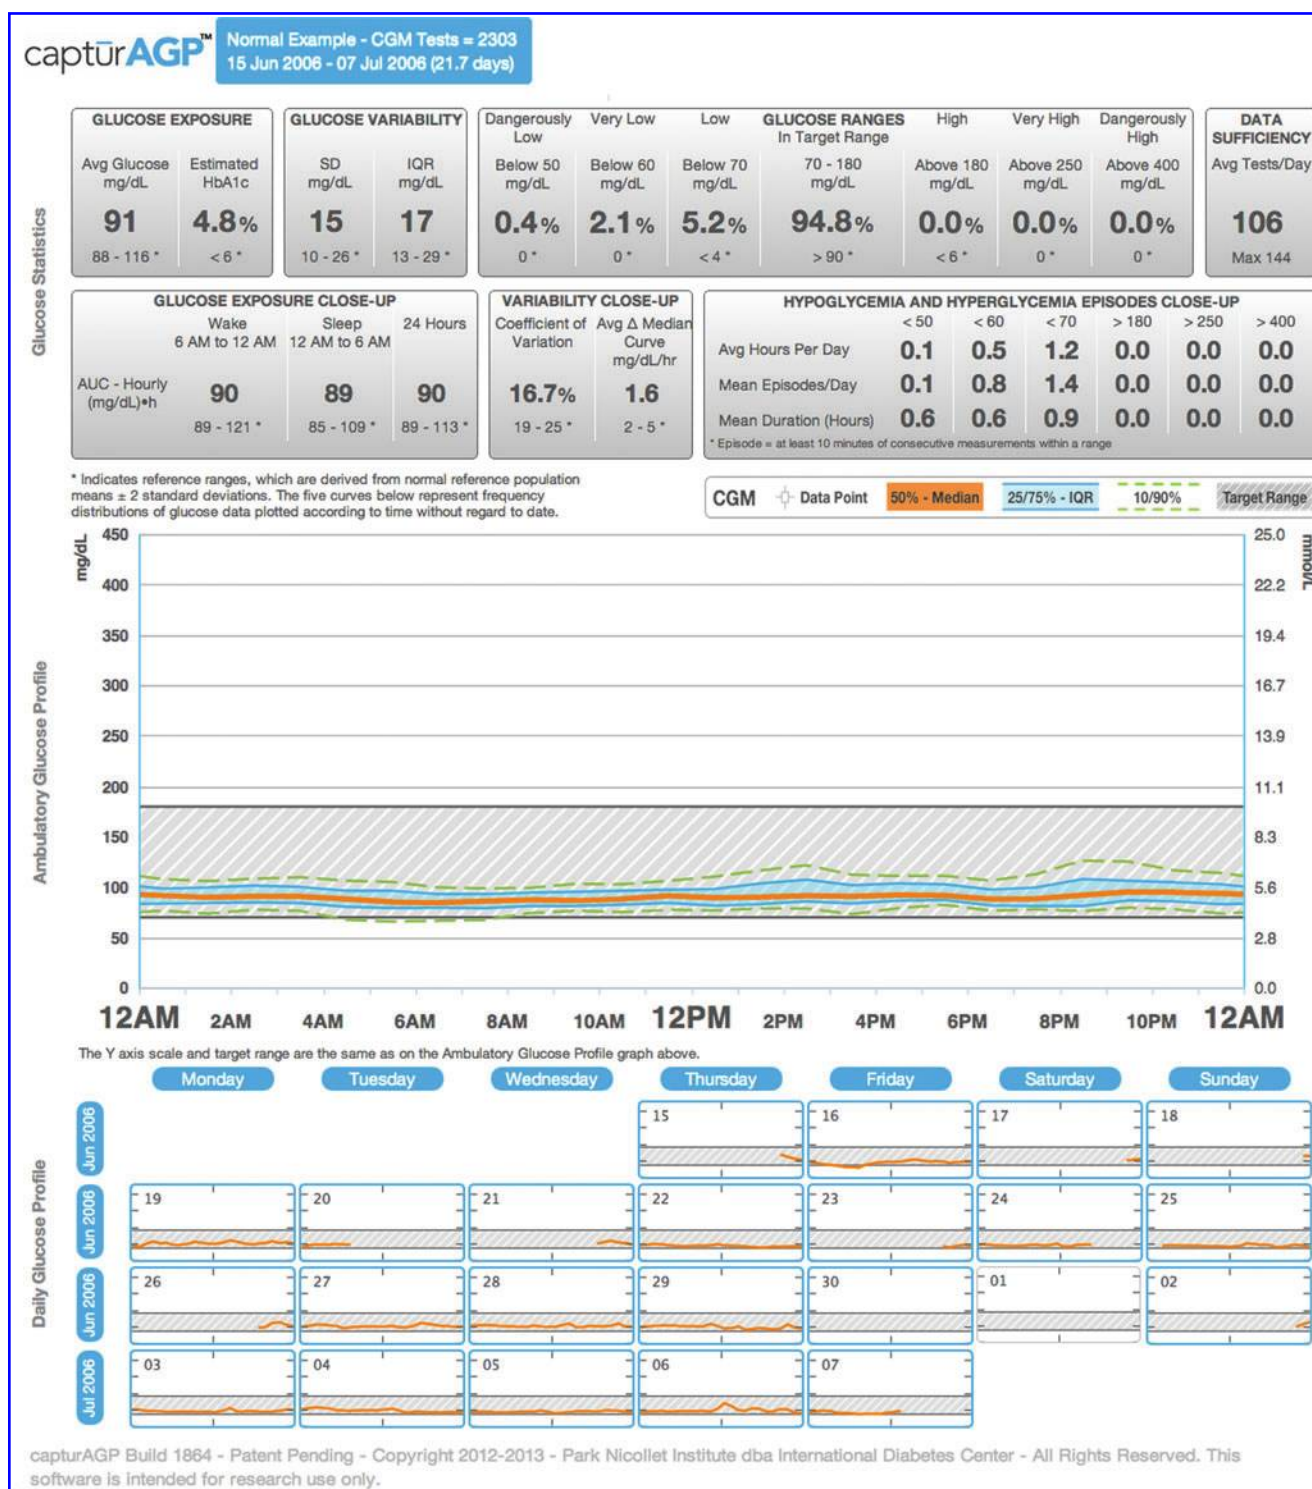 captūrAGP™
Normal Example - CGM Tests = 2303
15 Jun 2006 - 07 Jul 2006 (21.7 days)
Glucose Statistics
GLUCOSE EXPOSURE
Avg Glucose mg/dL Estimated HbA1c
91 4.8%
88 - 116 * < 6 *
GLUCOSE VARIABILITY
SD mg/dL IQR mg/dL
15 17
10 - 26 * 13 - 29 *
Dangerously Low Very Low Low GLUCOSE RANGES In Target Range High Very High Dangerously High
Below 50 mg/dL Below 60 mg/dL Below 70 mg/dL 70 - 180 mg/dL Above 180 mg/dL Above 250 mg/dL Above 400 mg/dL
0.4% 2.1% 5.2% 94.8% 0.0% 0.0% 0.0%
0 * 0 * < 4 * > 90 * < 6 * 0 * 0 *
DATA SUFFICIENCY
Avg Tests/Day
106
Max 144
GLUCOSE EXPOSURE CLOSE-UP
Wake Sleep 24 Hours
6 AM to 12 AM 12 AM to 6 AM
AUC - Hourly (mg/dL)•h 90 89 90
89 - 121 * 85 - 109 * 89 - 113 *
VARIABILITY CLOSE-UP
Coefficient of Variation Avg Δ Median Curve mg/dL/hr
16.7% 1.6
19 - 25 * 2 - 5 *
HYPOGLYCEMIA AND HYPERGLYCEMIA EPISODES CLOSE-UP
< 50 < 60 < 70 > 180 > 250 > 400
Avg Hours Per Day 0.1 0.5 1.2 0.0 0.0 0.0
Mean Episodes/Day 0.1 0.8 1.4 0.0 0.0 0.0
Mean Duration (Hours) 0.6 0.6 0.9 0.0 0.0 0.0
* Episode = at least 10 minutes of consecutive measurements within a range
* Indicates reference ranges, which are derived from normal reference population
means ± 2 standard deviations. The five curves below represent frequency
distributions of glucose data plotted according to time without regard to date.
CGM Data Point 50% - Median 25/75% - IQR 10/90% Target Range
Ambulatory Glucose Profile
mg/dL mmol/L
450 25.0
400 22.2
350 19.4
300 16.7
250 13.9
200 11.1
150 8.3
100 5.6
50 2.8
0 0.0
12AM 2AM 4AM 6AM 8AM 10AM 12PM 2PM 4PM 6PM 8PM 10PM 12AM
The Y axis scale and target range are the same as on the Ambulatory Glucose Profile graph above.
Daily Glucose Profile
Monday Tuesday Wednesday Thursday Friday Saturday Sunday
Jun 2006 15 16 17 18
Jun 2006 19 20 21 22 23 24 25
Jun 2006 26 27 28 29 30 01 02
Jul 2006 03 04 05 06 07
capturAGP Build 1864 - Patent Pending - Copyright 2012-2013 - Park Nicollet Institute dba International Diabetes Center - All Rights Reserved. This
software is intended for research use only.